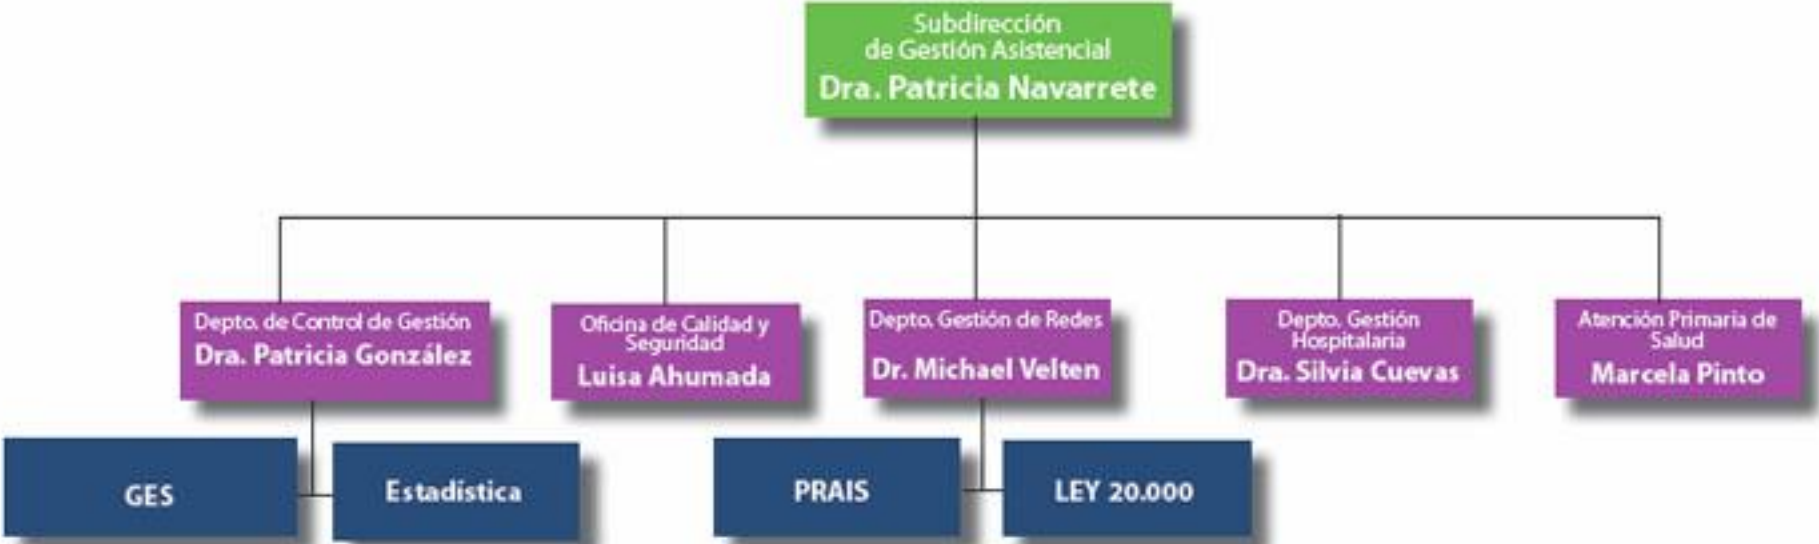 Subdirección
de Gestión Asistencial
Dra. Patricia Navarrete
Depto. de Control de Gestión
Dra. Patricia González
Oficina de Calidad y
Seguridad
Luisa Ahumada
Depto. Gestión de Redes
Dr. Michael Velten
Depto. Gestión
Hospitalaria
Dra. Silvia Cuevas
Atención Primaria de
Salud
Marcela Pinto
GES
Estadística
PRAIS
LEY 20.000